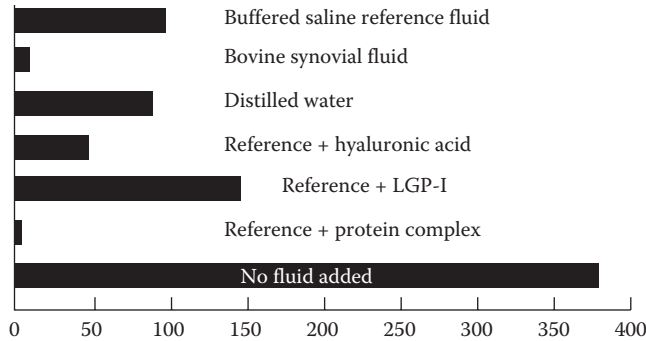 Buffered saline reference fluid
Bovine synovial fluid
Distilled water
Reference + hyaluronic acid
Reference + LGP-I
Reference + protein complex
No fluid added
0 50 100 150 200 250 300 350 400